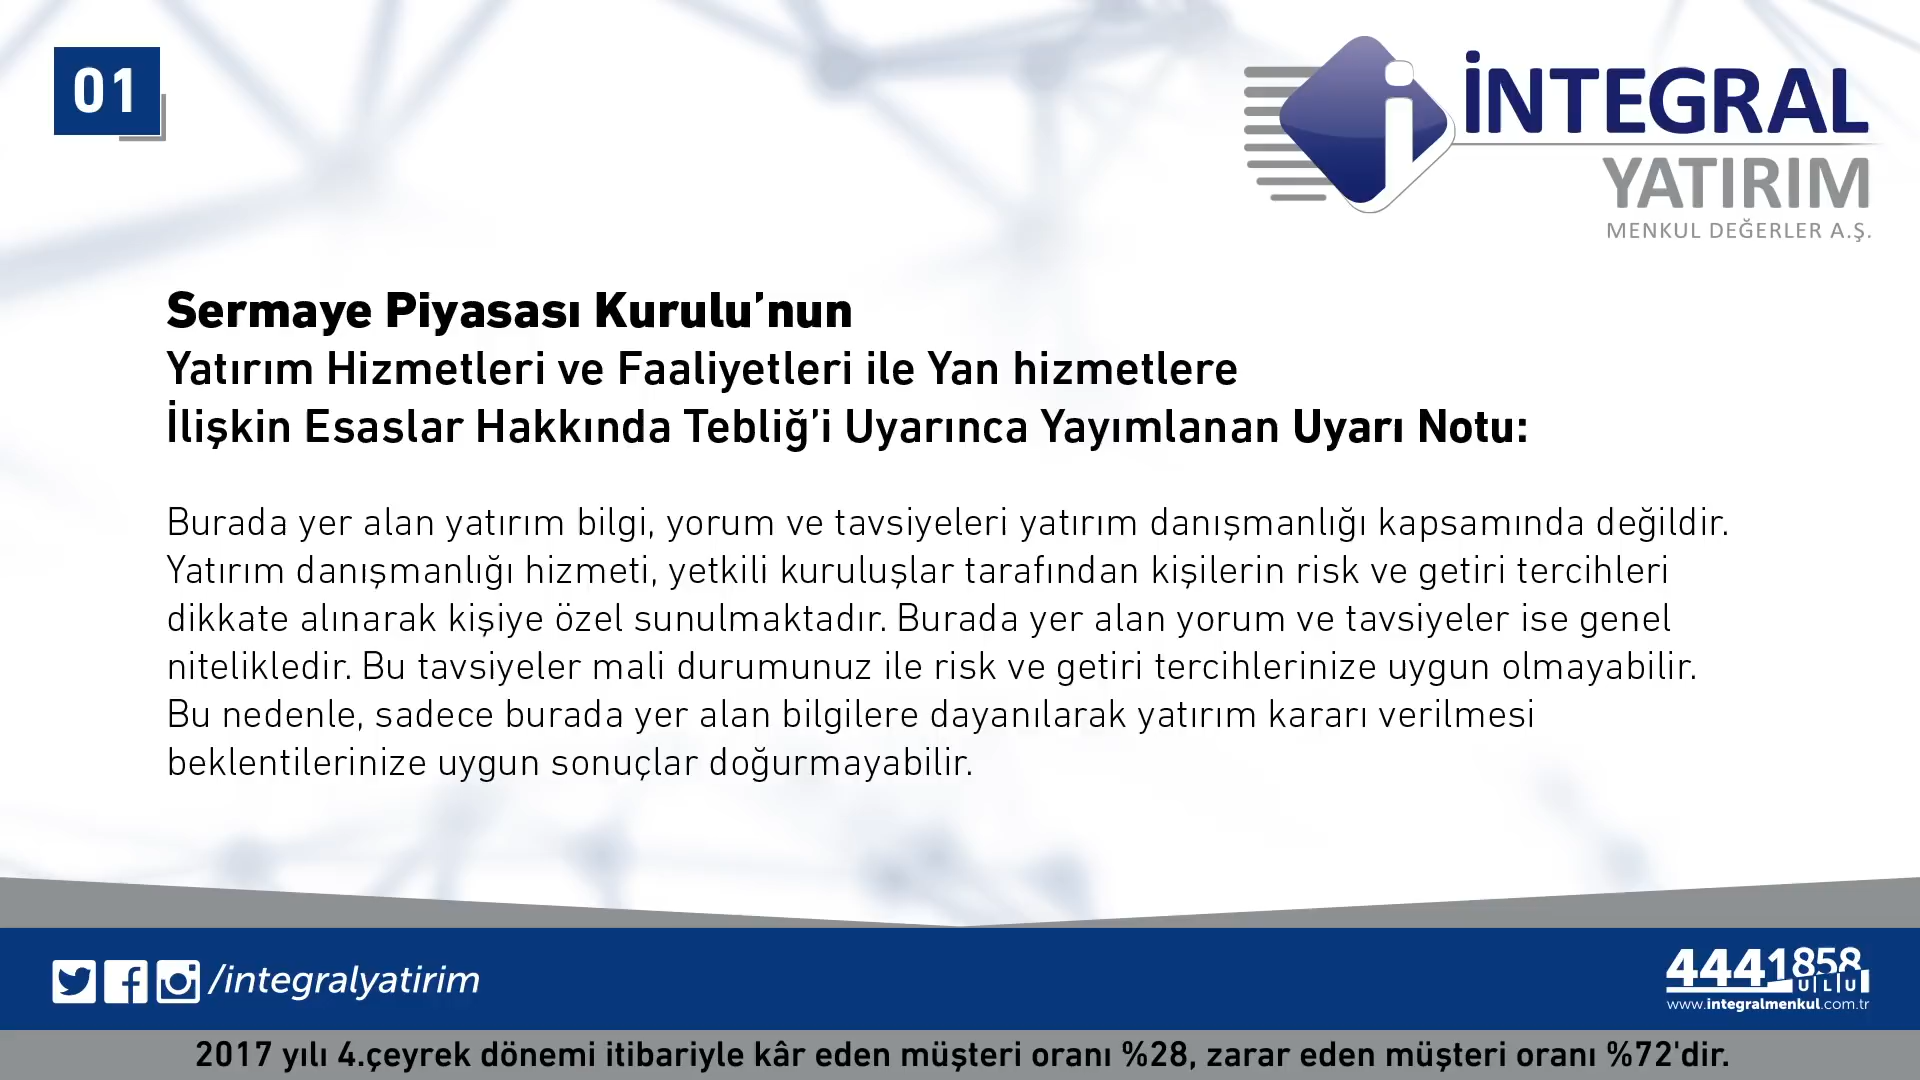 01
İNTEGRAL
YATIRIM
MENKUL DEĞERLER A.Ş.
Sermaye Piyasası Kurulu’nun
Yatırım Hizmetleri ve Faaliyetleri ile Yan hizmetlere
İlişkin Esaslar Hakkında Tebliğ’i Uyarınca Yayımlanan Uyarı Notu:
Burada yer alan yatırım bilgi, yorum ve tavsiyeleri yatırım danışmanlığı kapsamında değildir.
Yatırım danışmanlığı hizmeti, yetkili kuruluşlar tarafından kişilerin risk ve getiri tercihleri
dikkate alınarak kişiye özel sunulmaktadır. Burada yer alan yorum ve tavsiyeler ise genel
nitelikledir. Bu tavsiyeler mali durumunuz ile risk ve getiri tercihlerinize uygun olmayabilir.
Bu nedenle, sadece burada yer alan bilgilere dayanılarak yatırım kararı verilmesi
beklentilerinize uygun sonuçlar doğurmayabilir.
/integralyatirim
4441858
U L U
www.integralmenkul.com.tr
2017 yılı 4.çeyrek dönemi itibariyle kâr eden müşteri oranı %28, zarar eden müşteri oranı %72'dir.